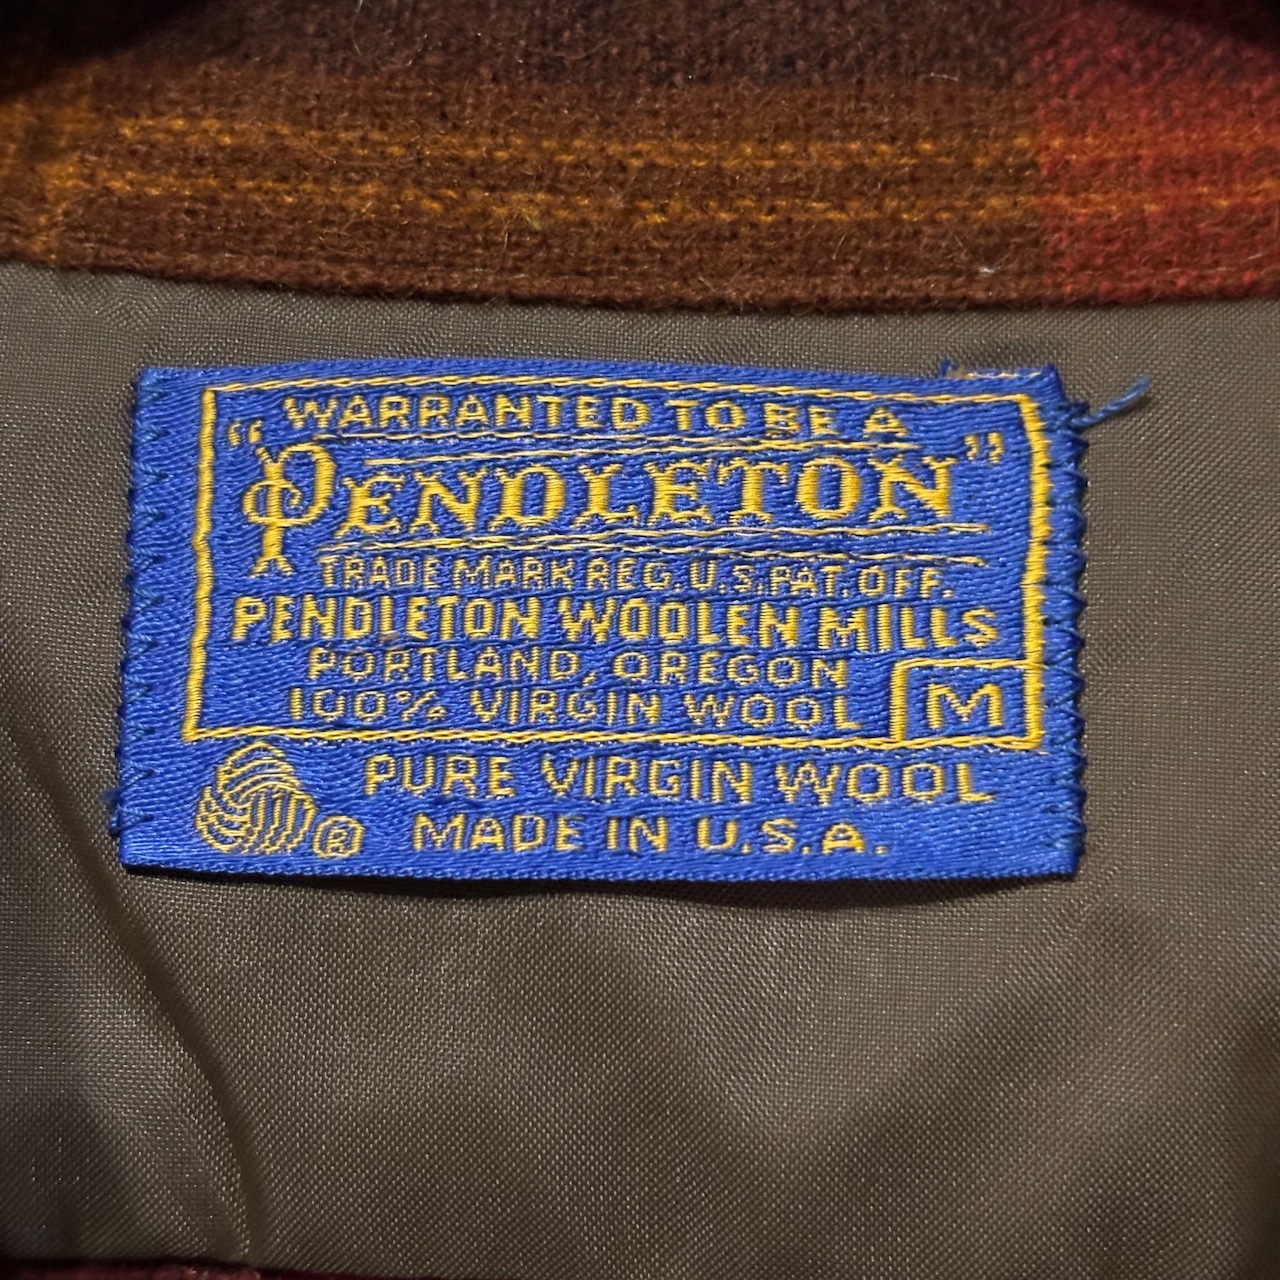 WARRANTED TO BE A
"PENDLETON"
TRADE MARK REG. U.S. PAT. OFF.
PENDLETON WOOLEN MILLS
PORTLAND, OREGON
100% VIRGIN WOOL
M
PURE VIRGIN WOOL
® MADE IN U.S.A.